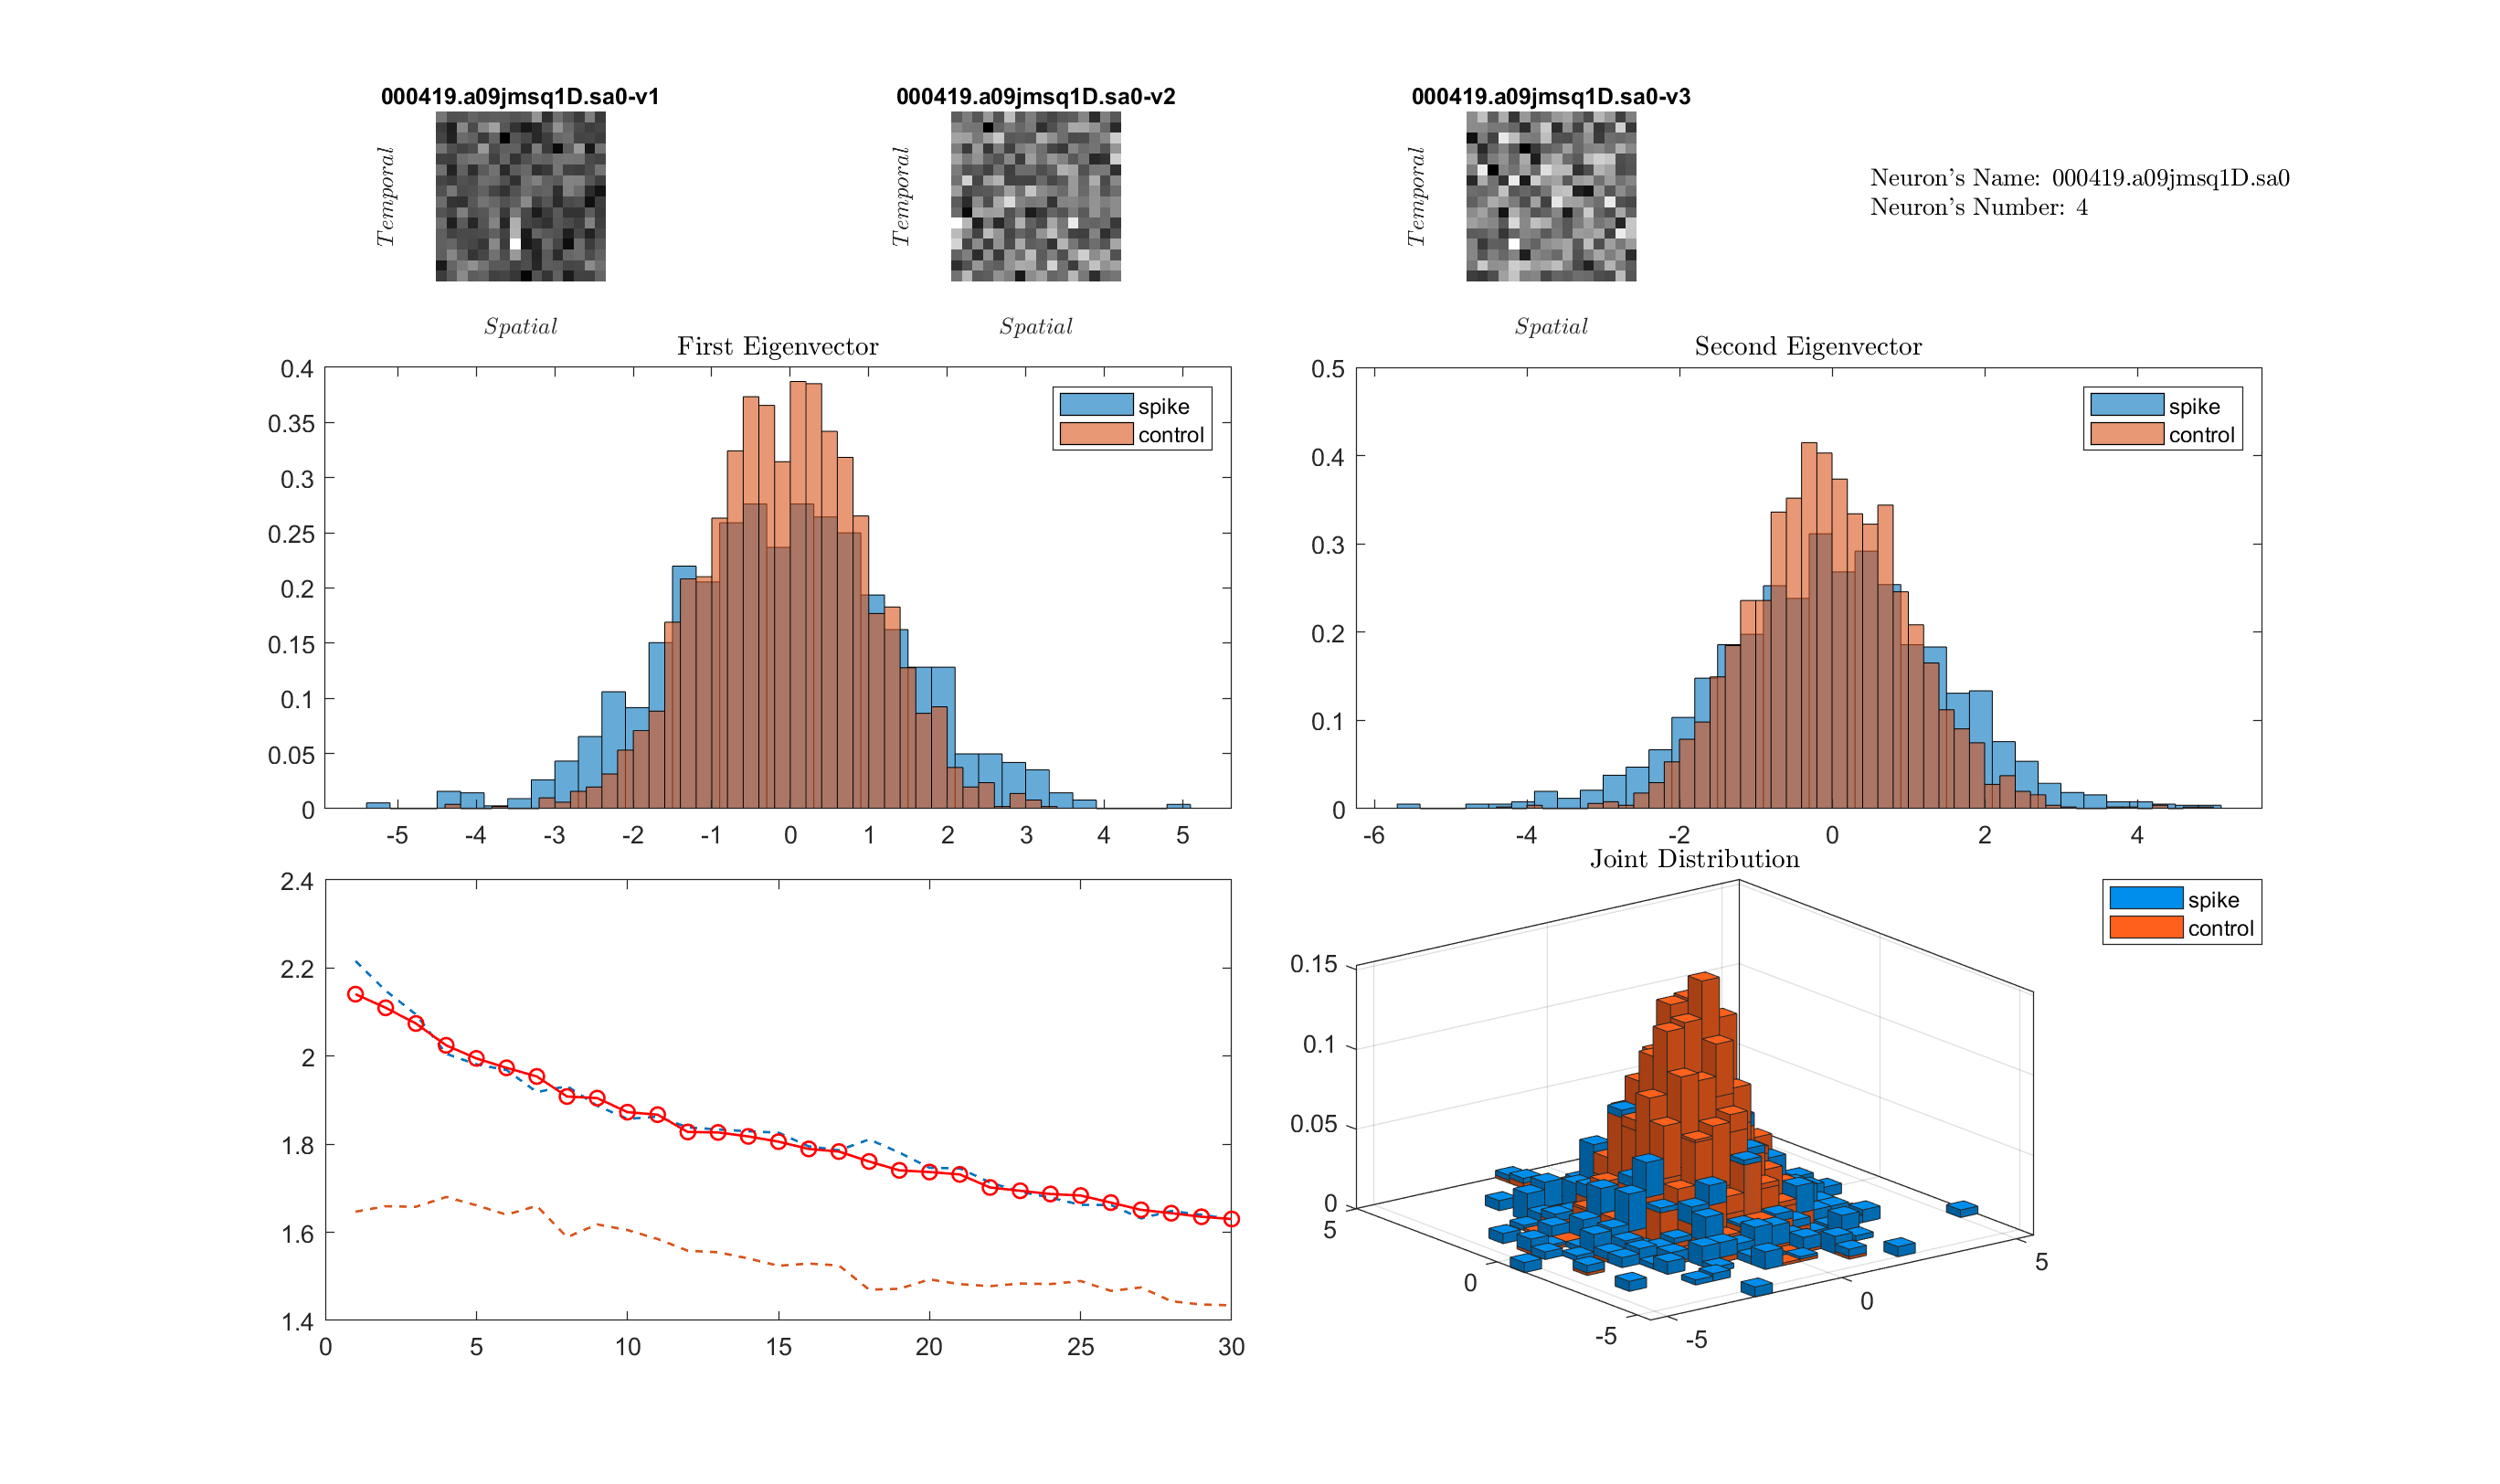 000419.a09jmsq1D.sa0-v1
000419.a09jmsq1D.sa0-v2
000419.a09jmsq1D.sa0-v3
Temporal
Temporal
Temporal
Neuron's Name: 000419.a09jmsq1D.sa0
Neuron's Number: 4
Spatial
Spatial
Spatial
First Eigenvector
0.4
0.35
0.3
0.25
0.2
0.15
0.1
0.05
0
-5 -4 -3 -2 -1 0 1 2 3 4 5
spike
control
Second Eigenvector
0.5
0.4
0.3
0.2
0.1
0
-6 -4 -2 0 2 4
spike
control
2.4
2.2
2
1.8
1.6
1.4
0 5 10 15 20 25 30
Joint Distribution
0.15
0.1
0.05
0
5
0
-5
-5
0
5
spike
control